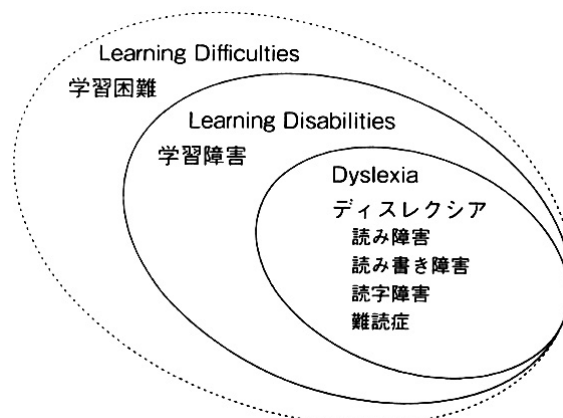 Learning Difficulties
学習困難
Learning Disabilities
学習障害
Dyslexia
ディスレクシア
読み障害
読み書き障害
読字障害
難読症